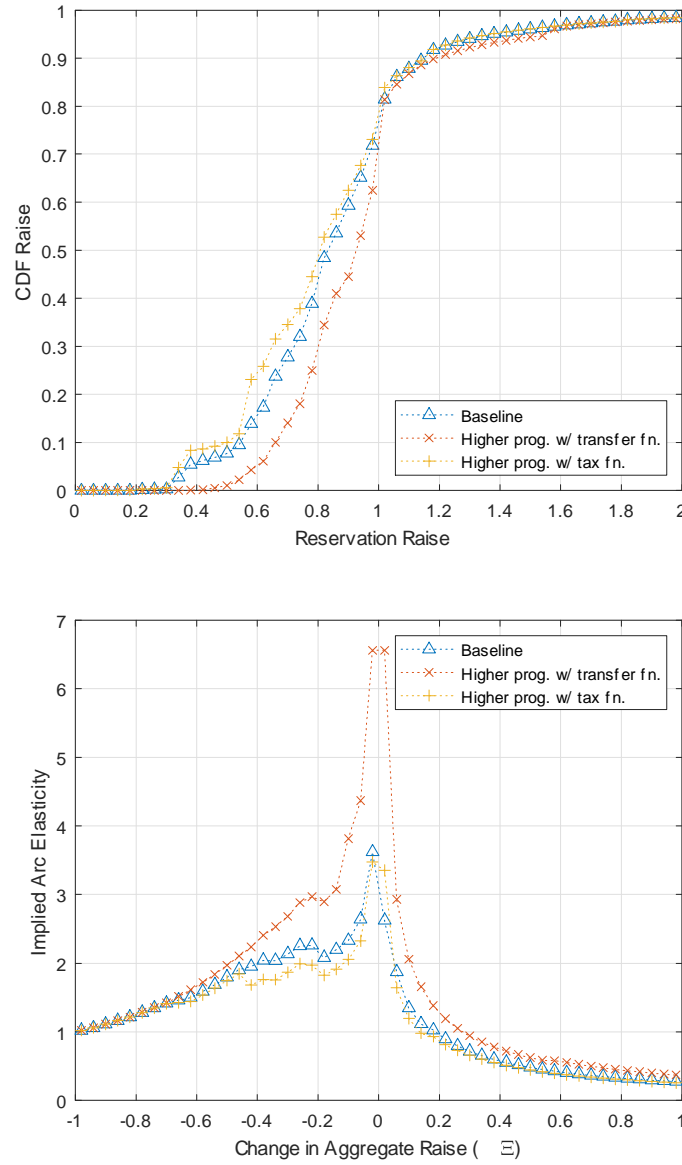 1
0.9
0.8
0.7
0.6
0.5
0.4
0.3
0.2
0.1
0
CDF Raise
0 0.2 0.4 0.6 0.8 1 1.2 1.4 1.6 1.8 2
Reservation Raise
Baseline
Higher prog. w/ transfer fn.
Higher prog. w/ tax fn.
7
6
5
4
3
2
1
0
Implied Arc Elasticity
-1 -0.8 -0.6 -0.4 -0.2 0 0.2 0.4 0.6 0.8 1
Change in Aggregate Raise ( Ξ)
Baseline
Higher prog. w/ transfer fn.
Higher prog. w/ tax fn.